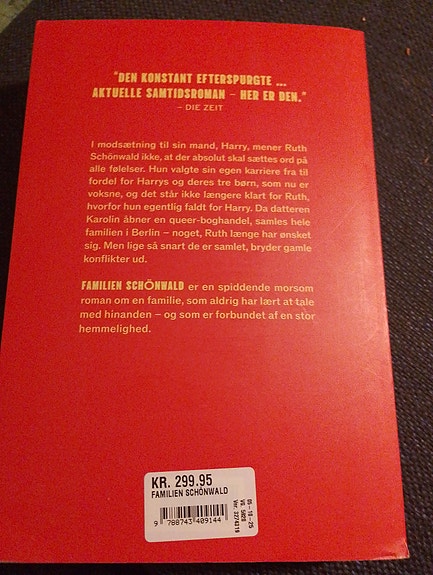 "DEN KONSTANT EFTERSPURGTE ...
AKTUELLE SAMTIDSROMAN – HER ER DEN."
– DIE ZEIT
I modsætning til sin mand, Harry, mener Ruth
Schönwald ikke, at der absolut skal sættes ord på
alle følelser. Hun valgte sin egen karriere fra til
fordel for Harrys og deres tre børn, som nu er
voksne, og det står ikke længere klart for Ruth,
hvorfor hun egentlig faldt for Harry. Da datteren
Karolin åbner en queer-boghandel, samles hele
familien i Berlin – noget, Ruth længe har ønsket
sig. Men lige så snart de er samlet, bryder gamle
konflikter ud.
FAMILIEN SCHÖNWALD er en spiddende morsom
roman om en familie, som aldrig har lært at tale
med hinanden – og som er forbundet af en stor
hemmelighed.
KR. 299.95
FAMILIEN SCHÖNWALD
9 788743 409144